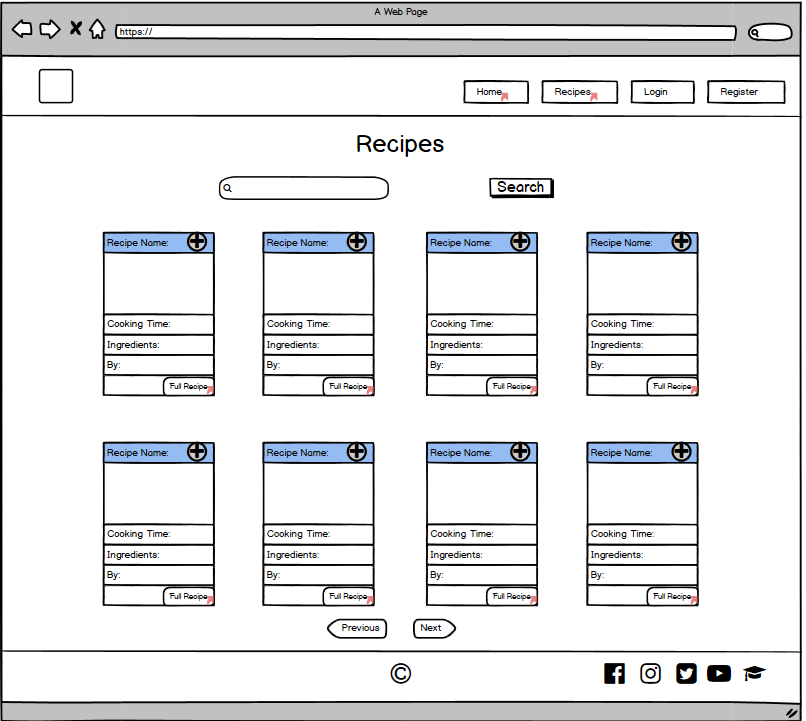 A Web Page
https://
Home Recipes Login Register
Recipes
Search
Recipe Name: Recipe Name: Recipe Name: Recipe Name:
Cooking Time: Cooking Time: Cooking Time: Cooking Time:
Ingredients: Ingredients: Ingredients: Ingredients:
By: By: By: By:
Full Recipe Full Recipe Full Recipe Full Recipe
Recipe Name: Recipe Name: Recipe Name: Recipe Name:
Cooking Time: Cooking Time: Cooking Time: Cooking Time:
Ingredients: Ingredients: Ingredients: Ingredients:
By: By: By: By:
Full Recipe Full Recipe Full Recipe Full Recipe
Previous Next
©